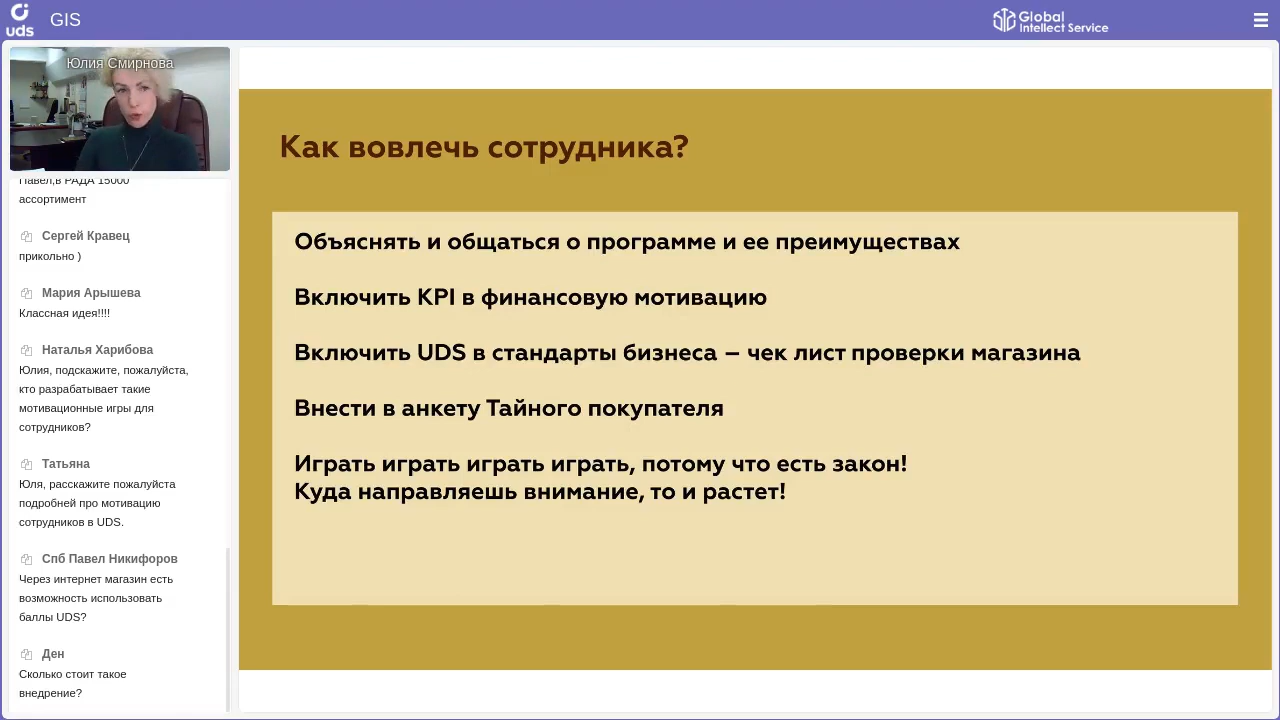 uds
GIS
Global
Intellect Service
Юлия Смирнова
Павел,в РАДА 15000
ассортимент
Сергей Кравец
прикольно )
Мария Арышева
Классная идея!!!!
Наталья Харибова
Юлия, подскажите, пожалуйста,
кто разрабатывает такие
мотивационные игры для
сотрудников?
Татьяна
Юля, расскажите пожалуйста
подробней про мотивацию
сотрудников в UDS.
Спб Павел Никифоров
Через интернет магазин есть
возможность использовать
баллы UDS?
Ден
Сколько стоит такое
внедрение?
Как вовлечь сотрудника?
Объяснять и общаться о программе и ее преимуществах
Включить KPI в финансовую мотивацию
Включить UDS в стандарты бизнеса – чек лист проверки магазина
Внести в анкету Тайного покупателя
Играть играть играть играть, потому что есть закон!
Куда направляешь внимание, то и растет!